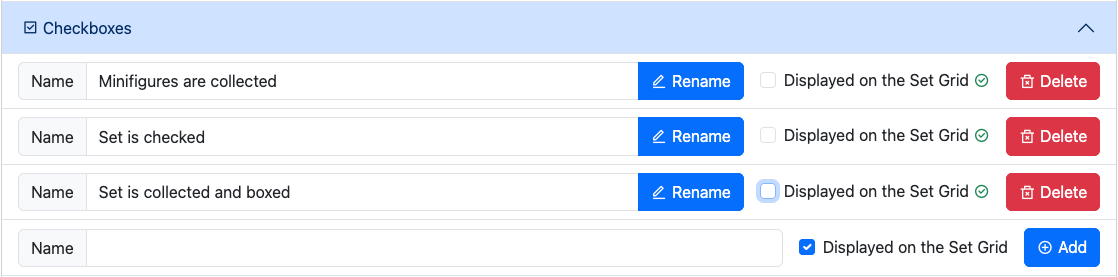 Checkboxes
Name Minifigures are collected Rename Displayed on the Set Grid Delete
Name Set is checked Rename Displayed on the Set Grid Delete
Name Set is collected and boxed Rename Displayed on the Set Grid Delete
Name Displayed on the Set Grid Add